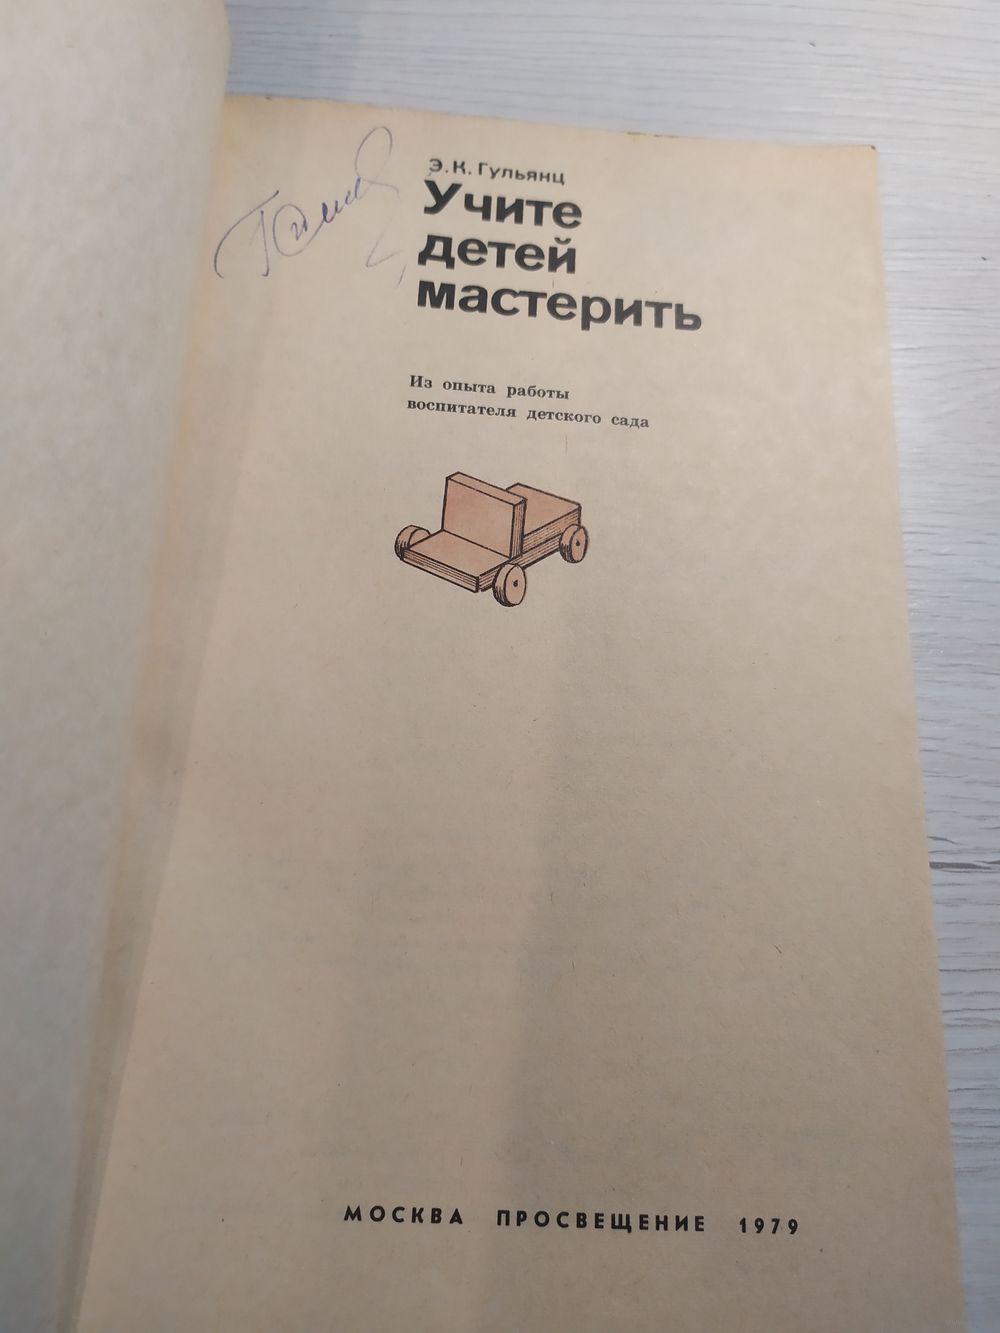 Э.К. Гульянц
Учите
детей
мастерить
Из опыта работы
воспитателя детского сада
МОСКВА ПРОСВЕЩЕНИЕ 1979